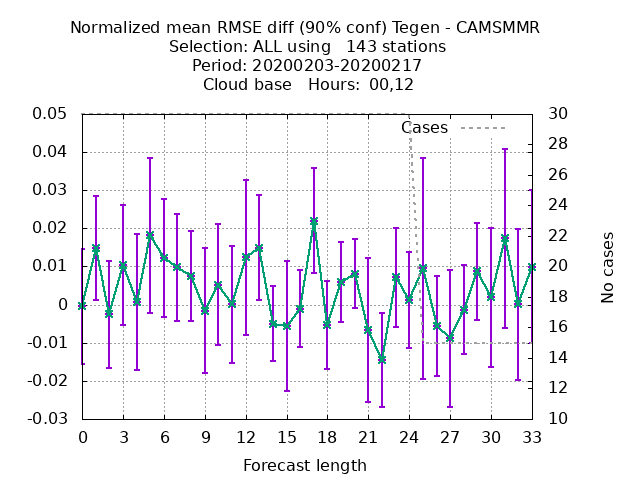 Normalized mean RMSE diff (90% conf) Tegen - CAMSMMR
Selection: ALL using   143 stations
Period: 20200203-20200217
Cloud base   Hours:  00,12
Cases
0.05
0.04
0.03
0.02
0.01
0
-0.01
-0.02
-0.03
30
28
26
24
22
20
18
16
14
12
10
No cases
0 3 6 9 12 15 18 21 24 27 30 33
Forecast length